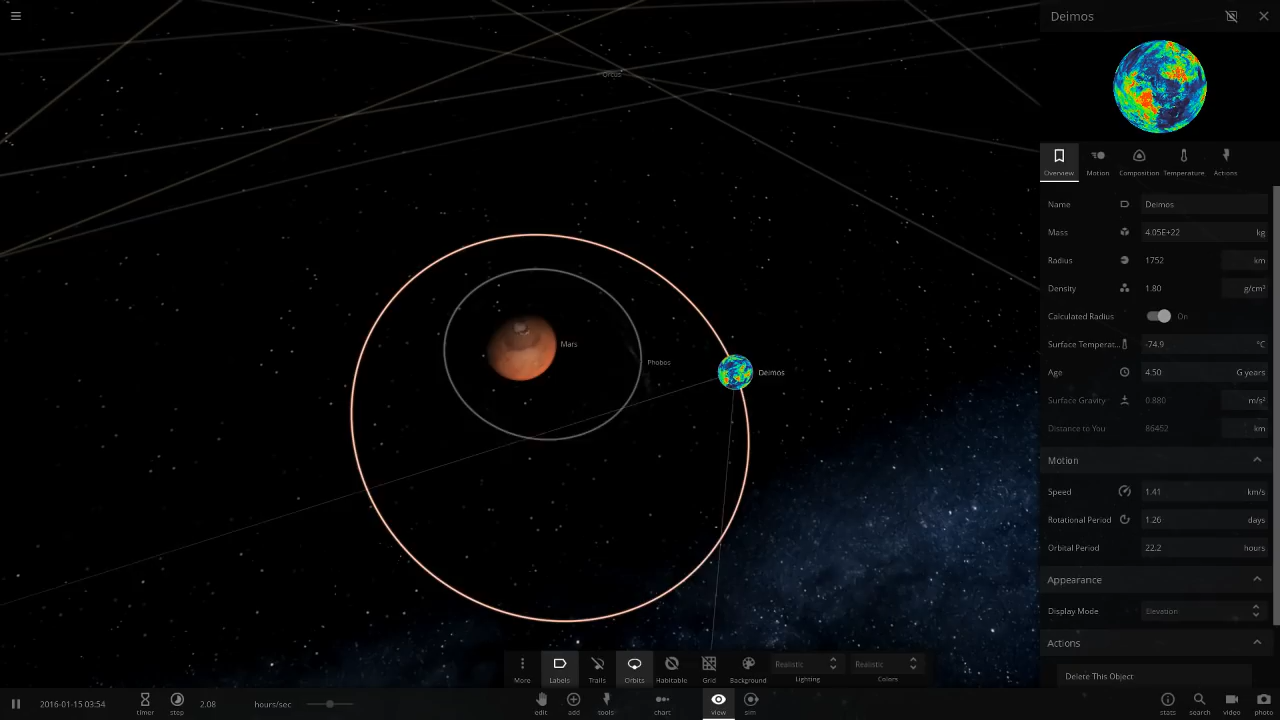 Deimos
Orcus
Overview
Motion
Composition
Temperature
Actions
Name
Deimos
Mass
4.05E+22
kg
Radius
1752
km
Density
1.80
g/cm³
Calculated Radius
On
Surface Temperat...
-74.9
°C
Age
4.50
G years
Surface Gravity
0.880
m/s²
Distance to You
86452
km
Motion
Speed
1.41
km/s
Rotational Period
1.26
days
Orbital Period
22.2
hours
Appearance
Display Mode
Elevation
Actions
Delete This Object
Mars
Phobos
Deimos
More
Labels
Trails
Orbits
Habitable
Grid
Background
Realistic
Lighting
Realistic
Colors
2016-01-15 03:54
timer
step
2.08
hours/sec
edit
add
tools
chart
view
sim
stats
search
video
photo